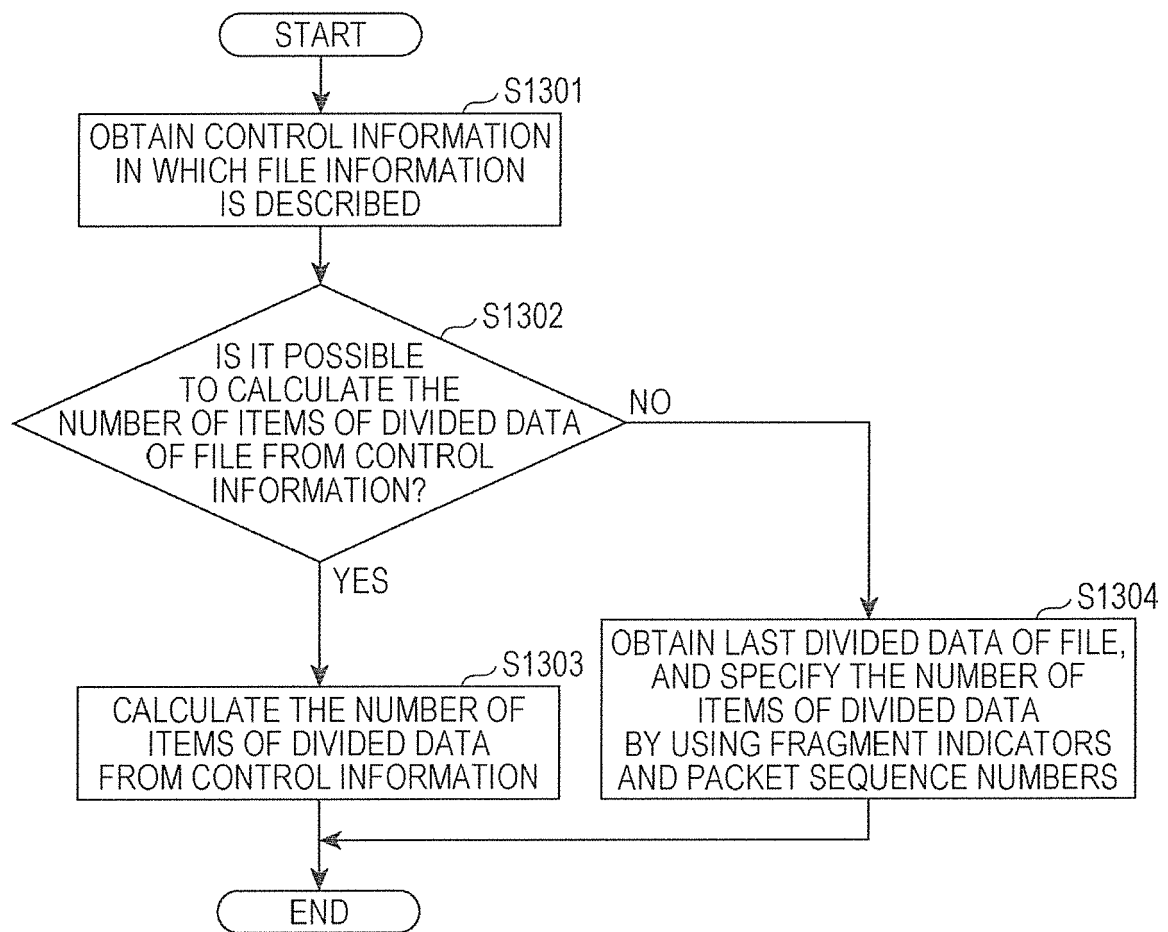 START
S1301
OBTAIN CONTROL INFORMATION
IN WHICH FILE INFORMATION
IS DESCRIBED
S1302
IS IT POSSIBLE
TO CALCULATE THE
NUMBER OF ITEMS OF DIVIDED DATA
OF FILE FROM CONTROL
INFORMATION?
NO
YES
S1303
CALCULATE THE NUMBER OF
ITEMS OF DIVIDED DATA
FROM CONTROL INFORMATION
S1304
OBTAIN LAST DIVIDED DATA OF FILE,
AND SPECIFY THE NUMBER OF
ITEMS OF DIVIDED DATA
BY USING FRAGMENT INDICATORS
AND PACKET SEQUENCE NUMBERS
END